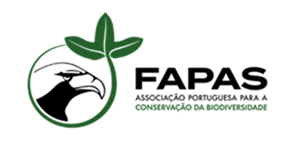 FAPAS
ASSOCIAÇÃO PORTUGUESA PARA A
CONSERVAÇÃO DA BIODIVERSIDADE